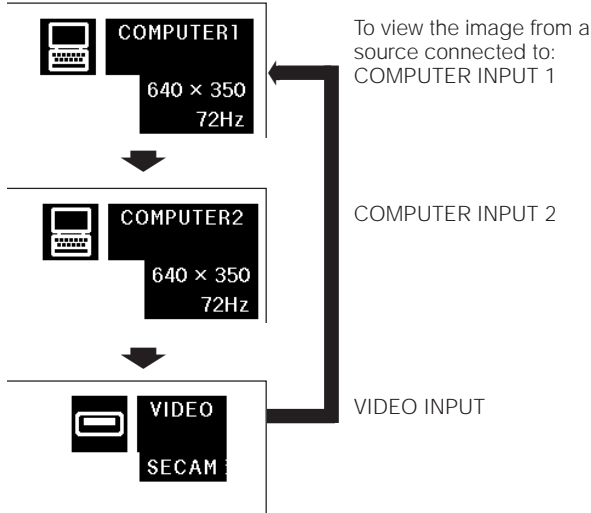 COMPUTER1
640 × 350
72Hz
To view the image from a
source connected to:
COMPUTER INPUT 1
COMPUTER2
640 × 350
72Hz
COMPUTER INPUT 2
VIDEO
SECAM
VIDEO INPUT